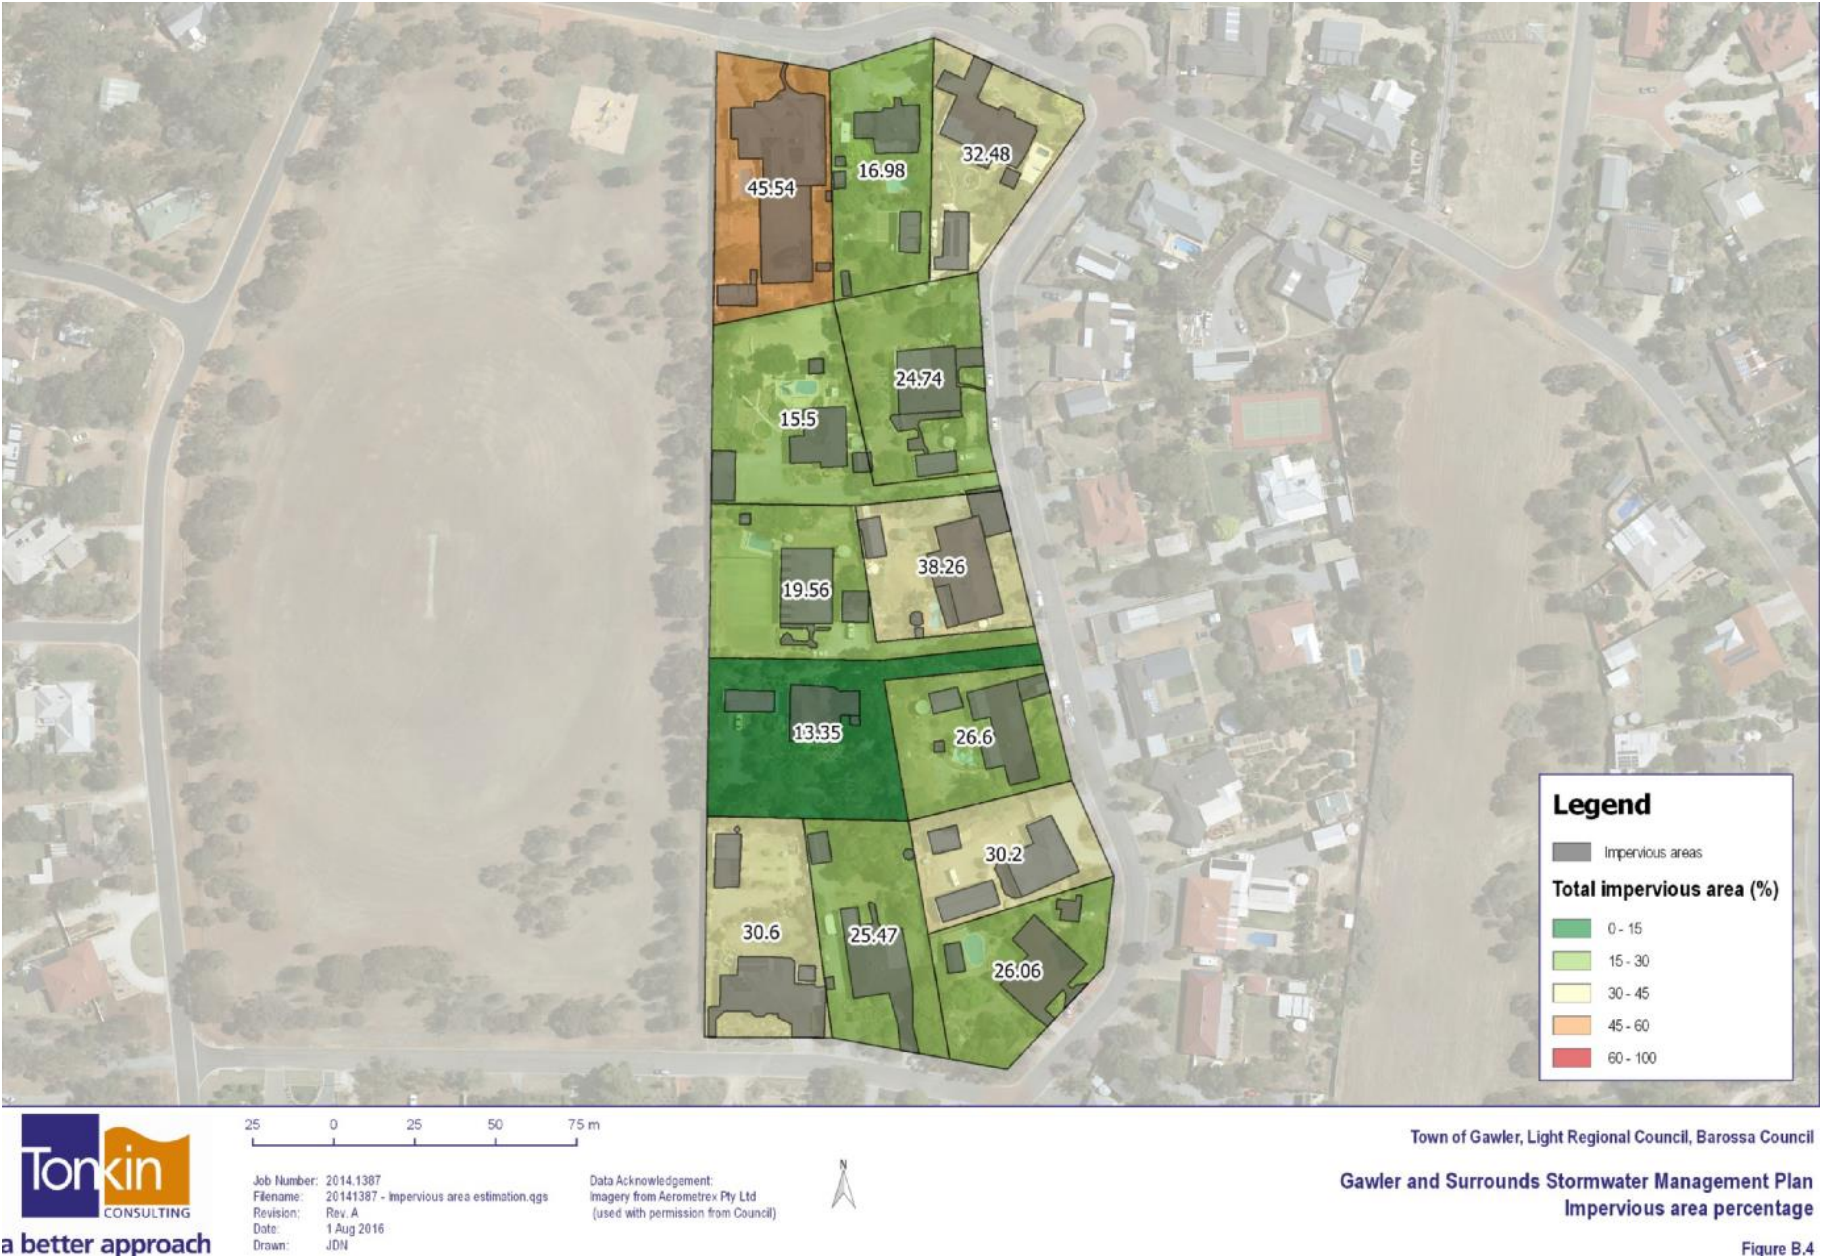 45.54
16.98
32.48
24.74
15.5
38.26
19.56
13.35
26.6
30.2
30.6
25.47
26.06
Legend
Impervious areas
Total impervious area (%)
0 - 15
15 - 30
30 - 45
45 - 60
60 - 100
Tonkin
CONSULTING
a better approach
25 0 25 50 75 m
Job Number: 2014.1387
Filename: 20141387 - Impervious area estimation.qgs
Revision: Rev. A
Date: 1 Aug 2016
Drawn: JDN
Data Acknowledgement:
Imagery from Aerometrex Pty Ltd
(used with permission from Council)
N
Town of Gawler, Light Regional Council, Barossa Council
Gawler and Surrounds Stormwater Management Plan
Impervious area percentage
Figure B.4